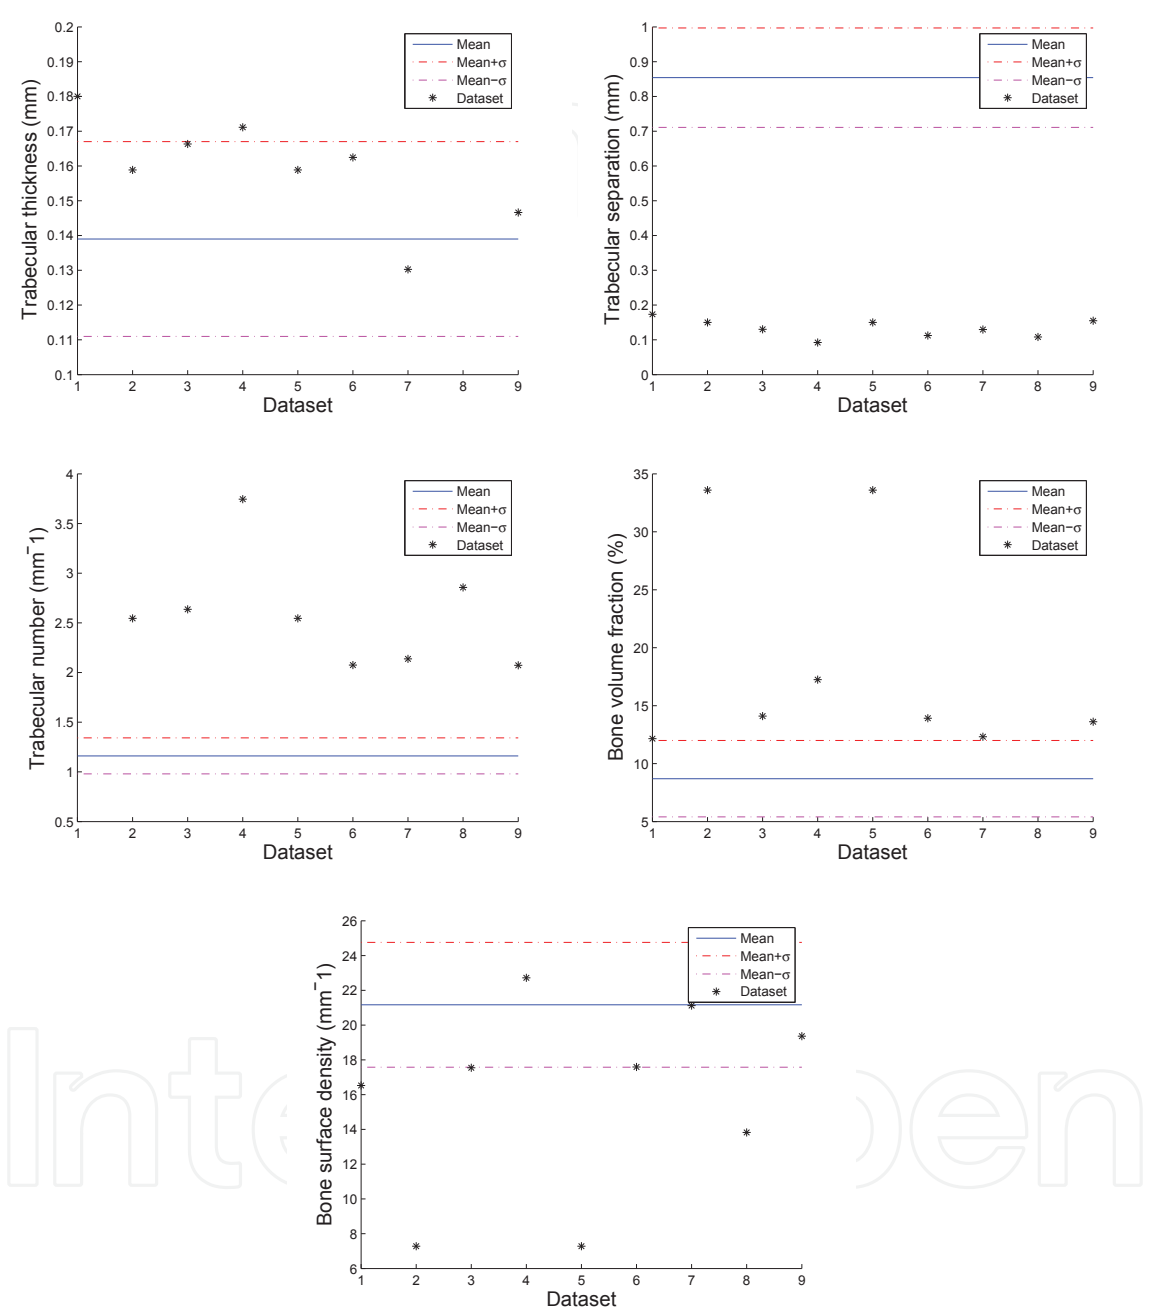 0.2
0.19
0.18
0.17
0.16
0.15
0.14
0.13
0.12
0.11
0.1
1 2 3 4 5 6 7 8 9
Trabecular thickness (mm)
Dataset
Mean
Mean+σ
Mean−σ
Dataset
1
0.9
0.8
0.7
0.6
0.5
0.4
0.3
0.2
0.1
0
1 2 3 4 5 6 7 8 9
Trabecular separation (mm)
Dataset
Mean
Mean+σ
Mean−σ
Dataset
4
3.5
3
2.5
2
1.5
1
0.5
1 2 3 4 5 6 7 8 9
Trabecular number (mm¯1)
Dataset
Mean
Mean+σ
Mean−σ
Dataset
35
30
25
20
15
10
5
1 2 3 4 5 6 7 8 9
Bone volume fraction (%)
Dataset
Mean
Mean+σ
Mean−σ
Dataset
26
24
22
20
18
16
14
12
10
8
6
1 2 3 4 5 6 7 8 9
Bone surface density (mm¯1)
Dataset
Mean
Mean+σ
Mean−σ
Dataset